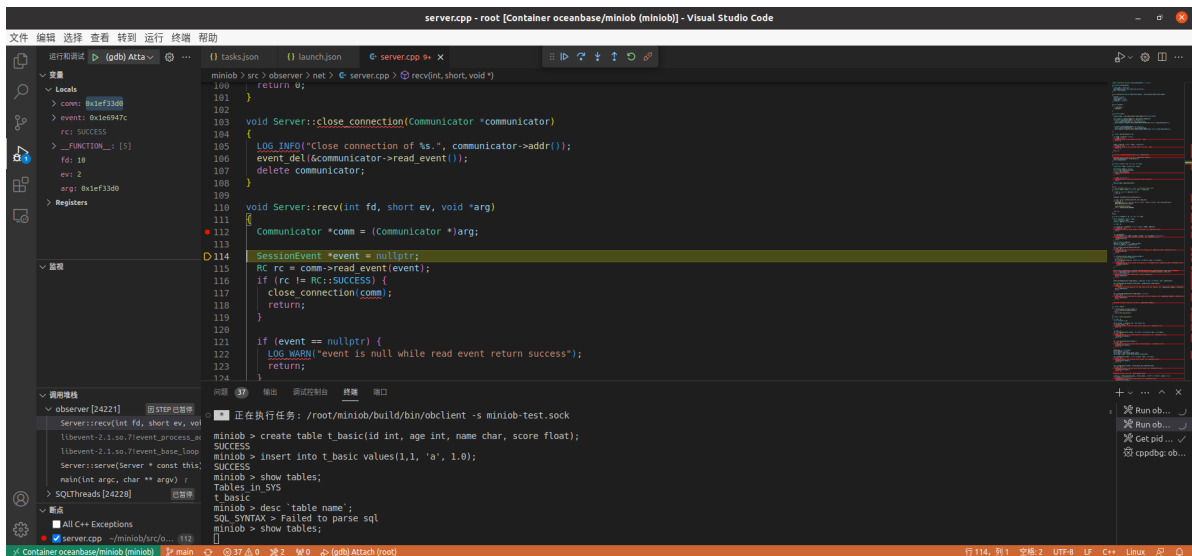 server.cpp - root [Container oceanbase/miniob (miniob)] - Visual Studio Code
文件 编辑 选择 查看 转到 运行 终端 帮助
运行和调试 (gdb) Atta
变量
Locals
comm: 0x1ef33d0
event: 0x1e6947c
rc: SUCCESS
__FUNCTION__: [5]
fd: 10
ev: 2
arg: 0x1ef33d0
Registers
监视
调用堆栈
observer [24221] 因 STEP 已暂停
Server::recv(int fd, short ev, voi
libevent-2.1.so.7!event_process_ac
libevent-2.1.so.7!event_base_loop
Server::serve(Server * const this)
main(int argc, char ** argv)
SQLThreads [24228] 已暂停
断点
All C++ Exceptions
server.cpp ~/miniob/src/o... 112
tasks.json launch.json server.cpp 9+
miniob > src > observer > net > server.cpp > recv(int, short, void *)
100 return 0;
101 }
102
103 void Server::close_connection(Communicator *communicator)
104 {
105 LOG_INFO("Close connection of %s.", communicator->addr());
106 event_del(&communicator->read_event());
107 delete communicator;
108 }
109
110 void Server::recv(int fd, short ev, void *arg)
111 {
112 Communicator *comm = (Communicator *)arg;
113
114 SessionEvent *event = nullptr;
115 RC rc = comm->read_event(event);
116 if (rc != RC::SUCCESS) {
117 close_connection(comm);
118 return;
119 }
120
121 if (event == nullptr) {
122 LOG_WARN("event is null while read event return success");
123 return;
124 }
问题 37 输出 调试控制台 终端 端口
* 正在执行任务: /root/miniob/build/bin/obclient -s miniob-test.sock
miniob > create table t_basic(id int, age int, name char, score float);
SUCCESS
miniob > insert into t_basic values(1,1, 'a', 1.0);
SUCCESS
miniob > show tables;
Tables_in_SYS
t_basic
miniob > desc `table name`;
SQL_SYNTAX > Failed to parse sql
miniob > show tables;
Run ob...
Run ob...
Get pid ...
cppdbg: ob...
Container oceanbase/miniob (miniob) main 37 0 2 0 (gdb) Attach (root) 行 114，列 1 空格: 2 UTF-8 LF C++ Linux